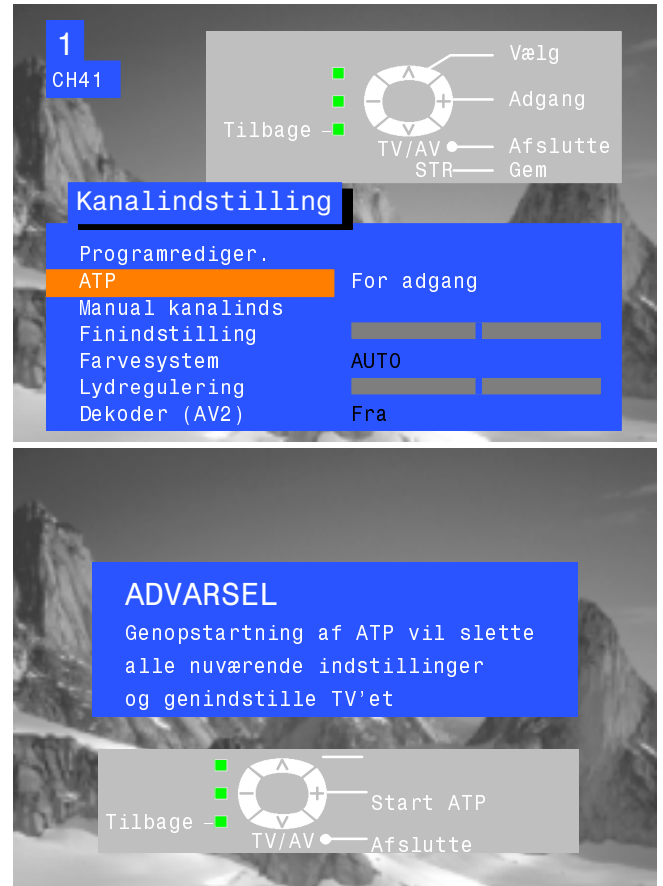 1
CH41
Vælg
Adgang
Tilbage
TV/AV Afslutte
STR Gem
Kanalindstilling
Programrediger.
ATP For adgang
Manual kanalinds
Finindstilling
Farvesystem AUTO
Lydregulering
Dekoder (AV2) Fra
ADVARSEL
Genopstartning af ATP vil slette
alle nuværende indstillinger
og genindstille TV'et
Start ATP
Tilbage
TV/AV Afslutte